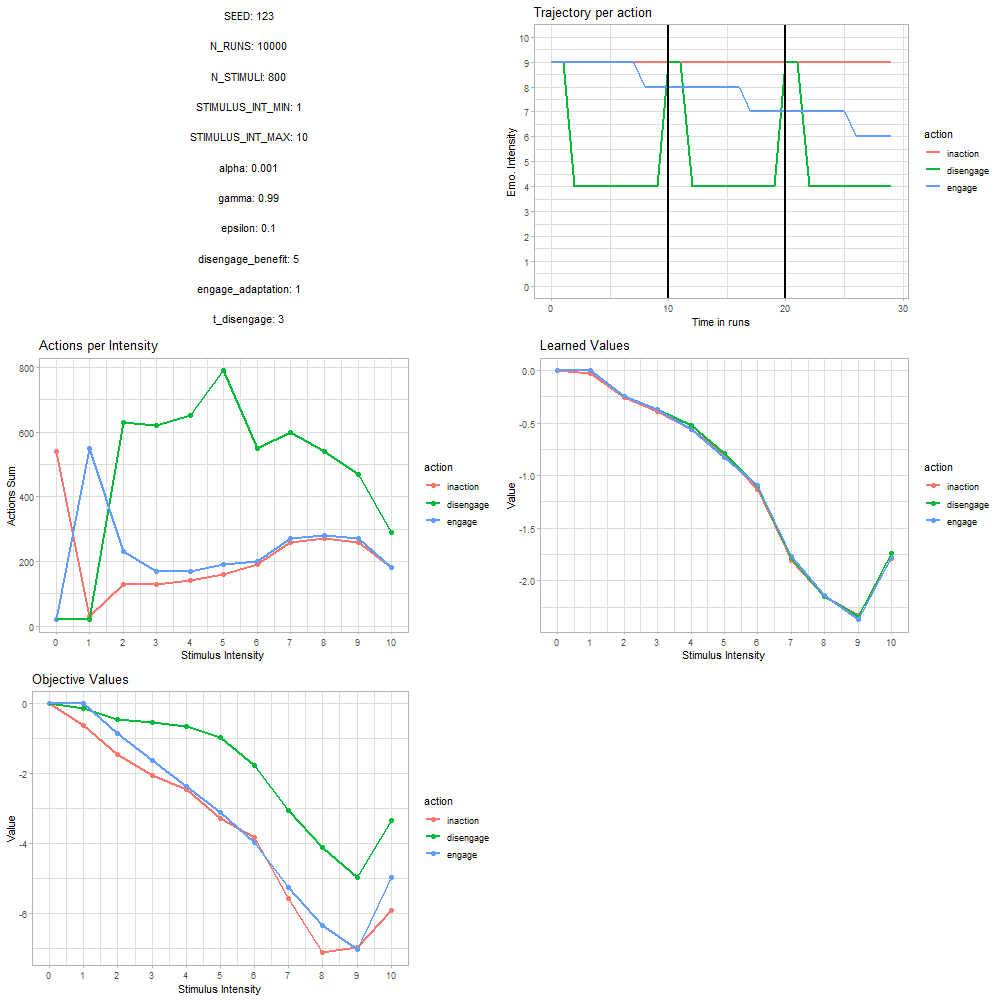 SEED: 123
N_RUNS: 10000
N_STIMULI: 800
STIMULUS_INT_MIN: 1
STIMULUS_INT_MAX: 10
alpha: 0.001
gamma: 0.99
epsilon: 0.1
disengage_benefit: 5
engage_adaptation: 1
t_disengage: 3
Trajectory per action
10
9
8
7
6
5
4
3
2
1
0
Emo. Intensity
0 10 20 30
Time in runs
action
inaction
disengage
engage
Actions per Intensity
800
600
400
200
0
Actions Sum
0 1 2 3 4 5 6 7 8 9 10
Stimulus Intensity
action
inaction
disengage
engage
Learned Values
0.0
-0.5
-1.0
-1.5
-2.0
Value
0 1 2 3 4 5 6 7 8 9 10
Stimulus Intensity
action
inaction
disengage
engage
Objective Values
0
-2
-4
-6
Value
0 1 2 3 4 5 6 7 8 9 10
Stimulus Intensity
action
inaction
disengage
engage